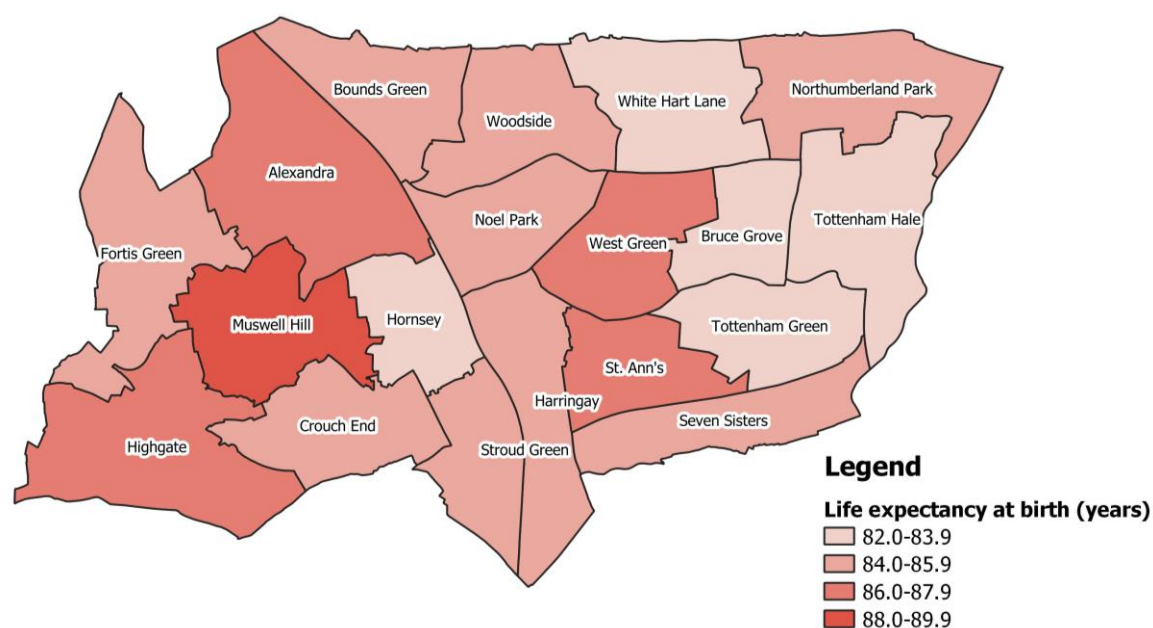 Bounds Green
Woodside
White Hart Lane
Northumberland Park
Alexandra
Noel Park
West Green
Bruce Grove
Tottenham Hale
Fortis Green
Muswell Hill
Hornsey
Tottenham Green
St. Ann's
Harringay
Seven Sisters
Crouch End
Highgate
Stroud Green
Legend
Life expectancy at birth (years)
82.0-83.9
84.0-85.9
86.0-87.9
88.0-89.9